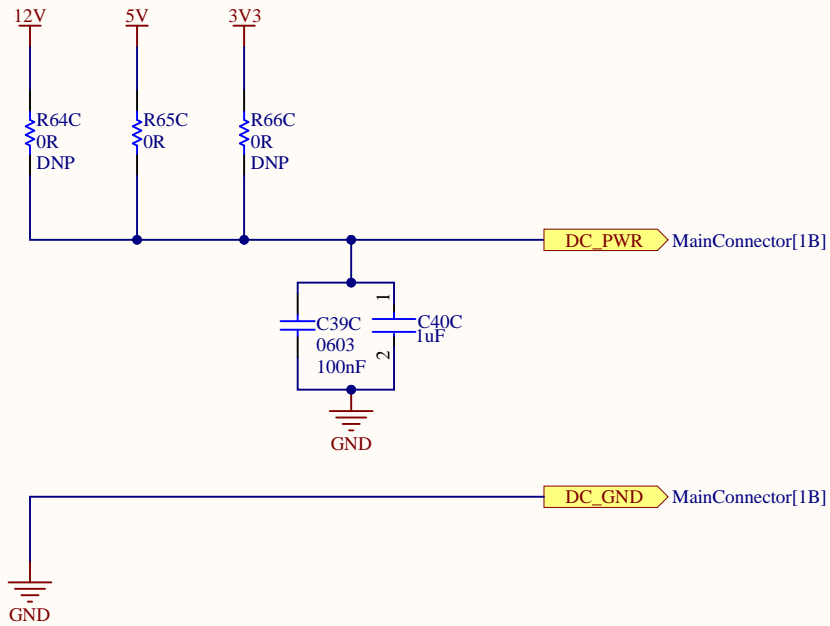 12V
5V
3V3
R64C
0R
DNP
R65C
0R
R66C
0R
DNP
DC_PWR
MainConnector[1B]
1
2
C39C
0603
100nF
C40C
1uF
GND
DC_GND
MainConnector[1B]
GND